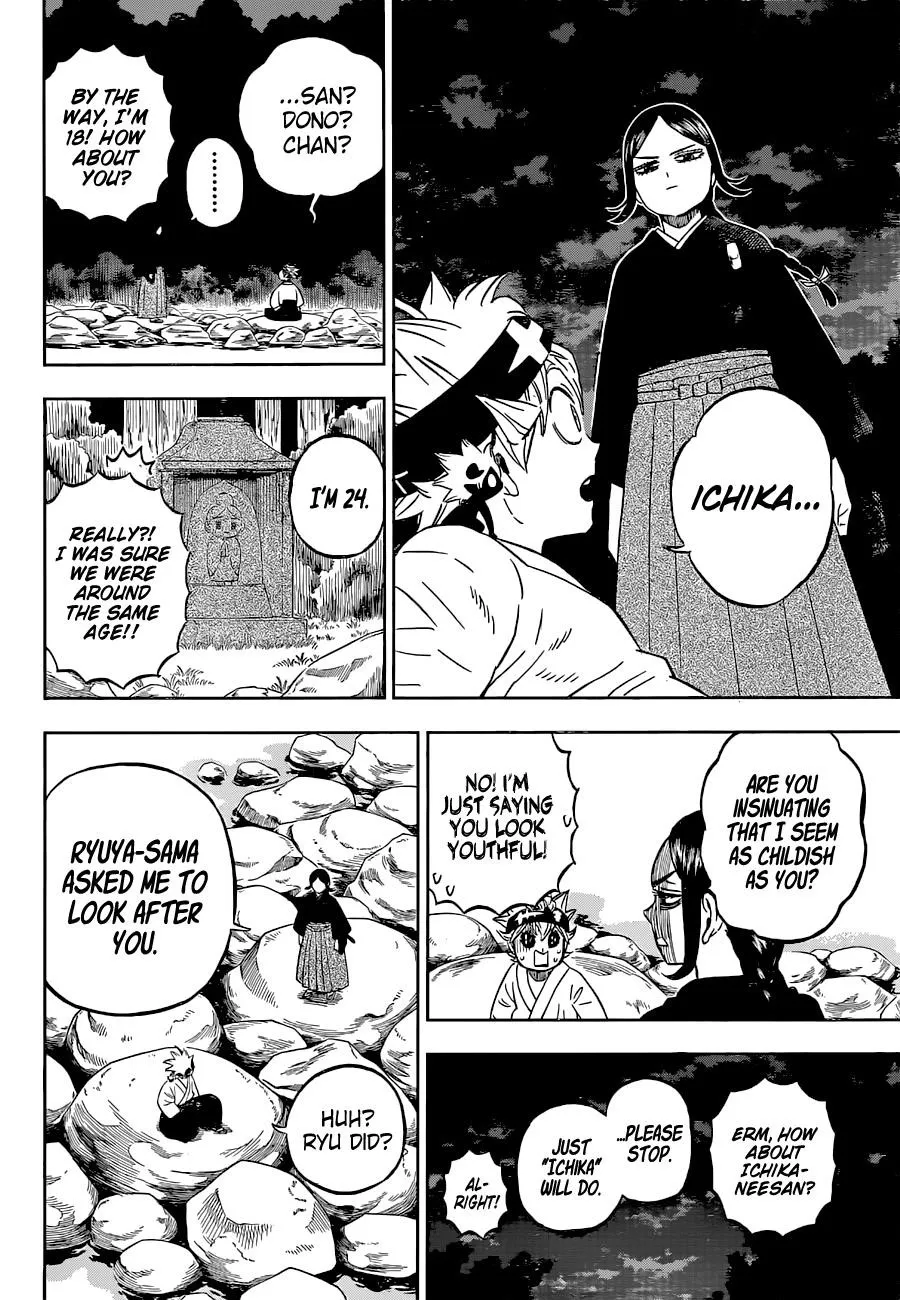 ICHIKA...
...SAN?
DONO?
CHAN?
........
BY THE
WAY, I'M
18! HOW
ABOUT
YOU?
I'M 24.
REALLY?!
I WAS SURE
WE WERE
AROUND
THE SAME
AGE!!
ARE YOU
INSINUATING
THAT I SEEM
AS CHILDISH
AS YOU?
NO! I'M
JUST SAYING
YOU LOOK
YOUTHFUL!
ERM, HOW
ABOUT
ICHIKA-
NEESAN?
...PLEASE
STOP.
JUST
"ICHIKA"
WILL DO.
AL-
RIGHT!
RYUYA-SAMA
ASKED ME TO
LOOK AFTER
YOU.
HUH?
RYU DID?